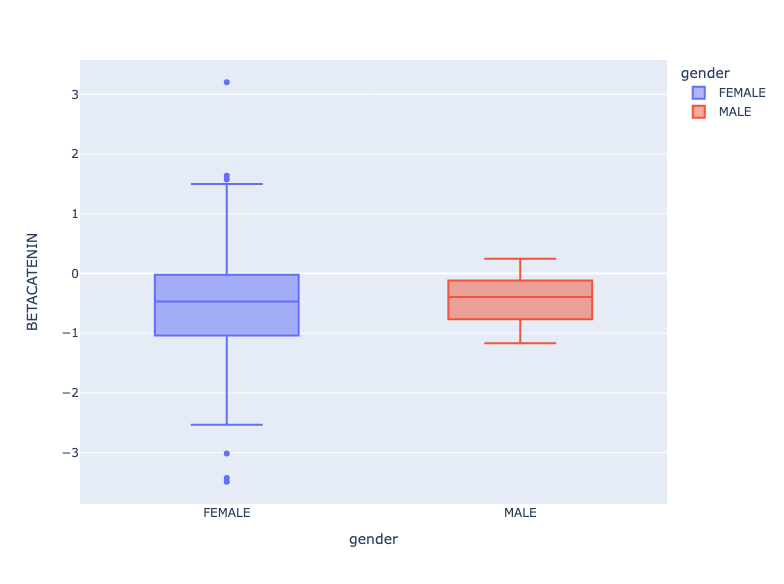 gender
FEMALE
MALE
3
2
1
0
−1
−2
−3
BETACATENIN
FEMALE
MALE
gender